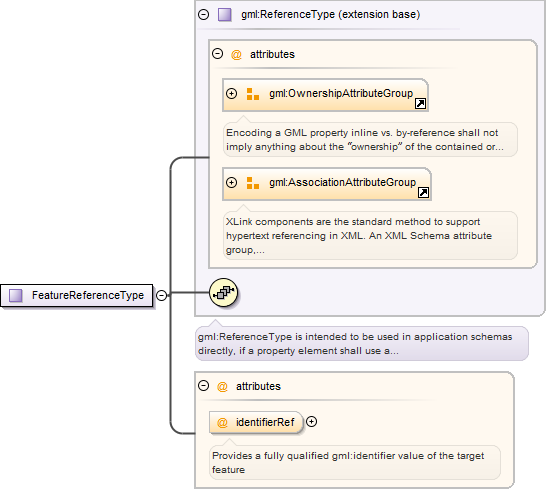 gml:ReferenceType (extension base)
@ attributes
gml:OwnershipAttributeGroup
Encoding a GML property inline vs. by-reference shall not
imply anything about the "ownership" of the contained or...
gml:AssociationAttributeGroup
XLink components are the standard method to support
hypertext referencing in XML. An XML Schema attribute
group,...
FeatureReferenceType
gml:ReferenceType is intended to be used in application schemas
directly, if a property element shall use a...
@ attributes
@ identifierRef
Provides a fully qualified gml:identifier value of the target
feature